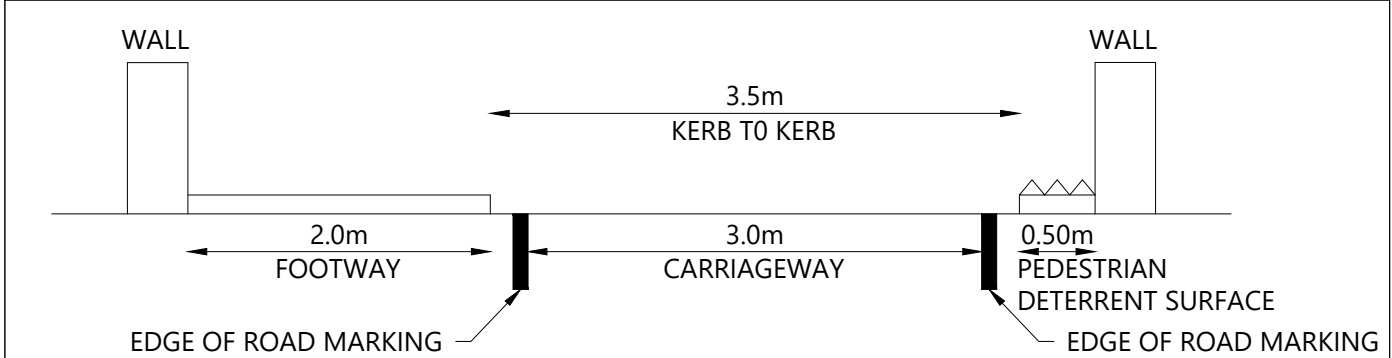 WALL
WALL
3.5m
KERB T0 KERB
2.0m
FOOTWAY
3.0m
CARRIAGEWAY
0.50m
PEDESTRIAN
DETERRENT SURFACE
EDGE OF ROAD MARKING
EDGE OF ROAD MARKING